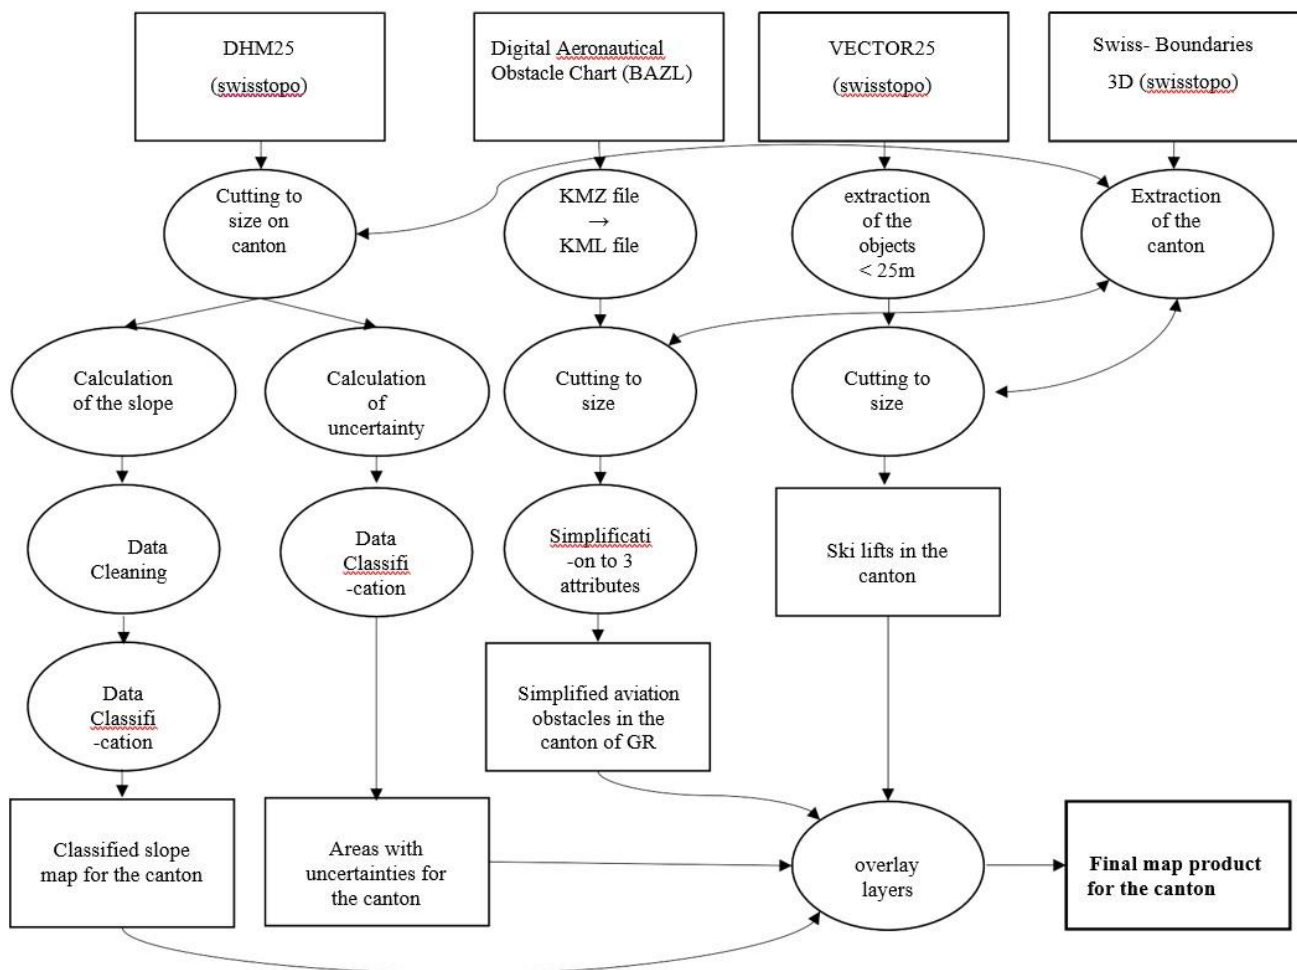 DHM25
(swisstopo)
Digital Aeronautical
Obstacle Chart (BAZL)
VECTOR25
(swisstopo)
Swiss- Boundaries
3D (swisstopo)
Cutting to
size on
canton
KMZ file
→
KML file
extraction
of the
objects
< 25m
Extraction
of the
canton
Calculation
of the slope
Calculation
of
uncertainty
Cutting to
size
Cutting to
size
Data
Cleaning
Data
Classifi
-cation
Simplificati
-on to 3
attributes
Ski lifts in the
canton
Data
Classifi
-cation
Simplified aviation
obstacles in the
canton of GR
Classified slope
map for the canton
Areas with
uncertainties for
the canton
overlay
layers
Final map product
for the canton